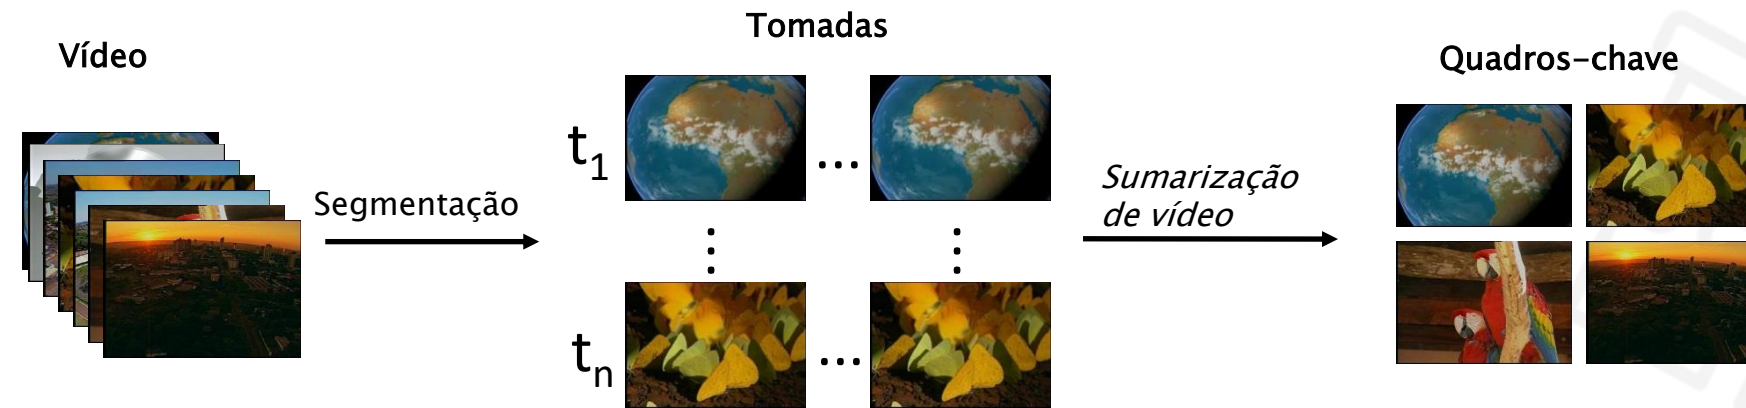 Vídeo
Segmentação
Tomadas
t1
...
tn
...
Sumarização
de vídeo
Quadros-chave